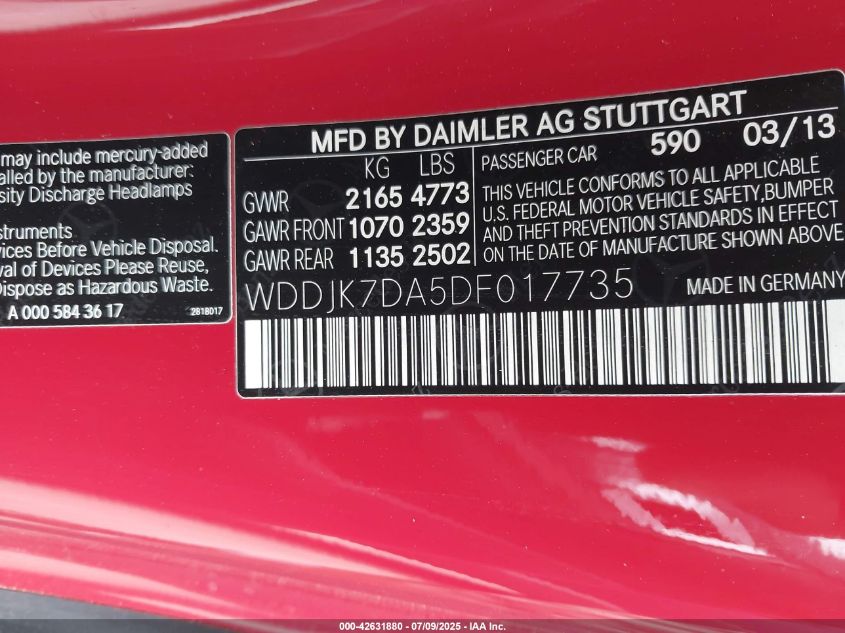 may include mercury-added
alled by the manufacturer:
sity Discharge Headlamps
struments
vices Before Vehicle Disposal.
val of Devices Please Reuse,
ose as Hazardous Waste.
A 000 584 36 17
2818017
MFD BY DAIMLER AG STUTTGART
KG LBS
GWWR 2165 4773
GAWR FRONT 1070 2359
GAWR REAR 1135 2502
PASSENGER CAR 590 03/13
THIS VEHICLE CONFORMS TO ALL APPLICABLE
U.S. FEDERAL MOTOR VEHICLE SAFETY,BUMPER
AND THEFT PREVENTION STANDARDS IN EFFECT
ON THE DATE OF MANUFACTURE SHOWN ABOVE
WDDJK7DA5DF017735 MADE IN GERMANY
000-42631880 - 07/09/2025 - IAA Inc.